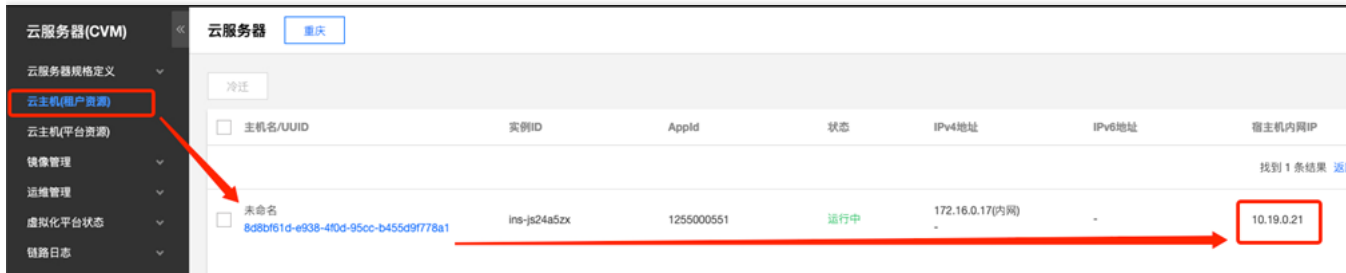 云服务器(CVM)
云服务器 重庆
云服务器规格定义
云主机(租户资源)
云主机(平台资源)
镜像管理
运维管理
虚拟化平台状态
链路日志
冷迁
主机名/UUID 实例ID AppId 状态 IPv4地址 IPv6地址 宿主机内网IP
找到 1 条结果 返
未命名
8d8bf61d-e938-4f0d-95cc-b455d9f778a1 ins-js24a5zx 1255000551 运行中 172.16.0.17(内网) - 10.19.0.21
-